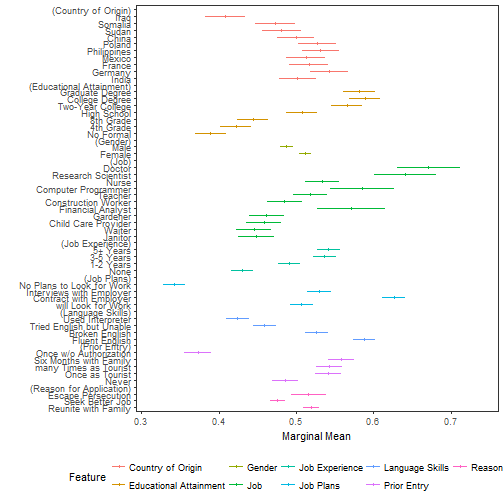 (Country of Origin)
Iraq
Somalia
Sudan
China
Poland
Philippines
Mexico
France
Germany
India
(Educational Attainment)
Graduate Degree
College Degree
Two-Year College
High School
8th Grade
4th Grade
No Formal
(Gender)
Male
Female
(Job)
Doctor
Research Scientist
Nurse
Computer Programmer
Teacher
Construction Worker
Financial Analyst
Gardener
Child Care Provider
Waiter
Janitor
(Job Experience)
5+ Years
3-5 Years
1-2 Years
None
(Job Plans)
No Plans to Look for Work
Interviews with Employer
Contract with Employer
will Look for Work
(Language Skills)
Used Interpreter
Tried English but Unable
Broken English
Fluent English
(Prior Entry)
Once w/o Authorization
Six Months with Family
many Times as Tourist
Once as Tourist
Never
(Reason for Application)
Escape Persecution
Seek Better Job
Reunite with Family
0.3 0.4 0.5 0.6 0.7
Marginal Mean
Feature
Country of Origin Gender Job Experience Language Skills Reason
Educational Attainment Job Job Plans Prior Entry